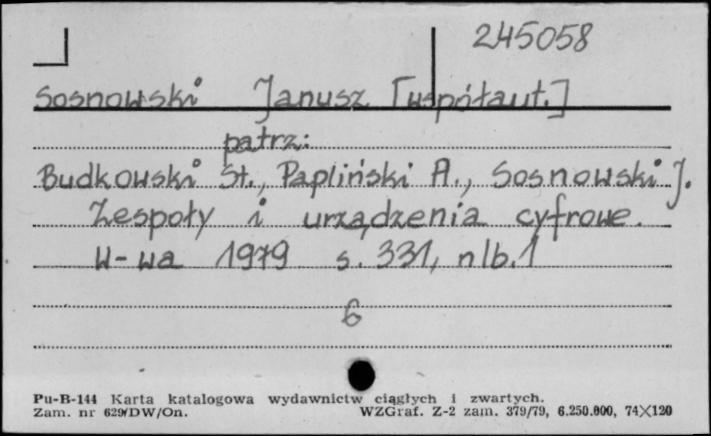 245058
Sosnowski Janusz [współaut.]
patrz:
Budkowski St., Papliński A., Sosnowski J.
Zespoły i urządzenia cyfrowe.
W-wa 1979 s. 331, nlb. 1
6
Pu-B-144 Karta katalogowa wydawnictw ciągłych i zwartych.
Zam. nr 629/DW/On. WZGraf. Z-2 zam. 379/79, 6.250.000, 74X120